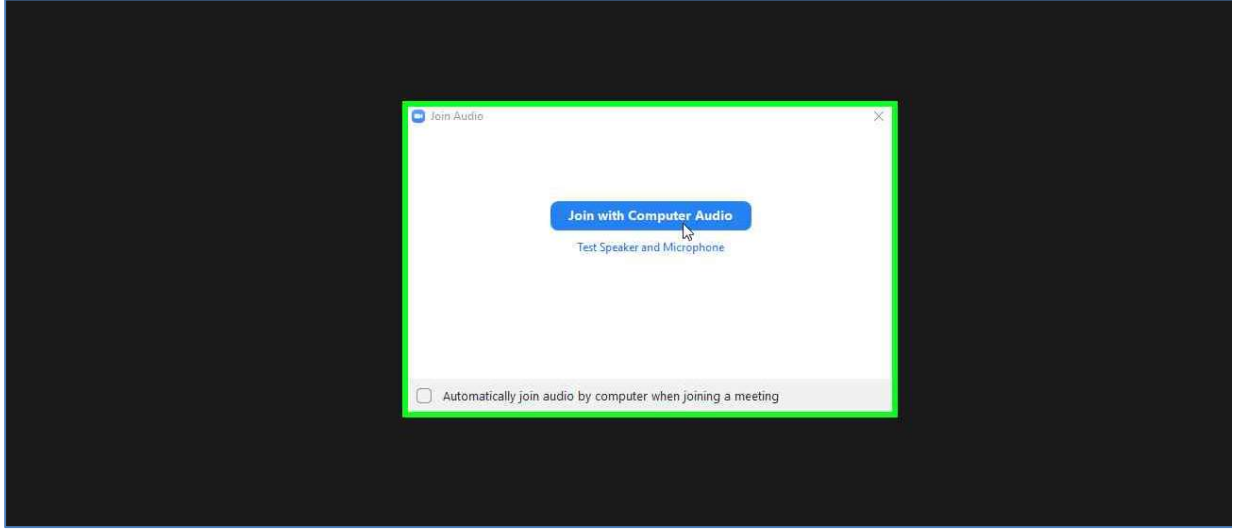 Join Audio
Join with Computer Audio
Test Speaker and Microphone
Automatically join audio by computer when joining a meeting